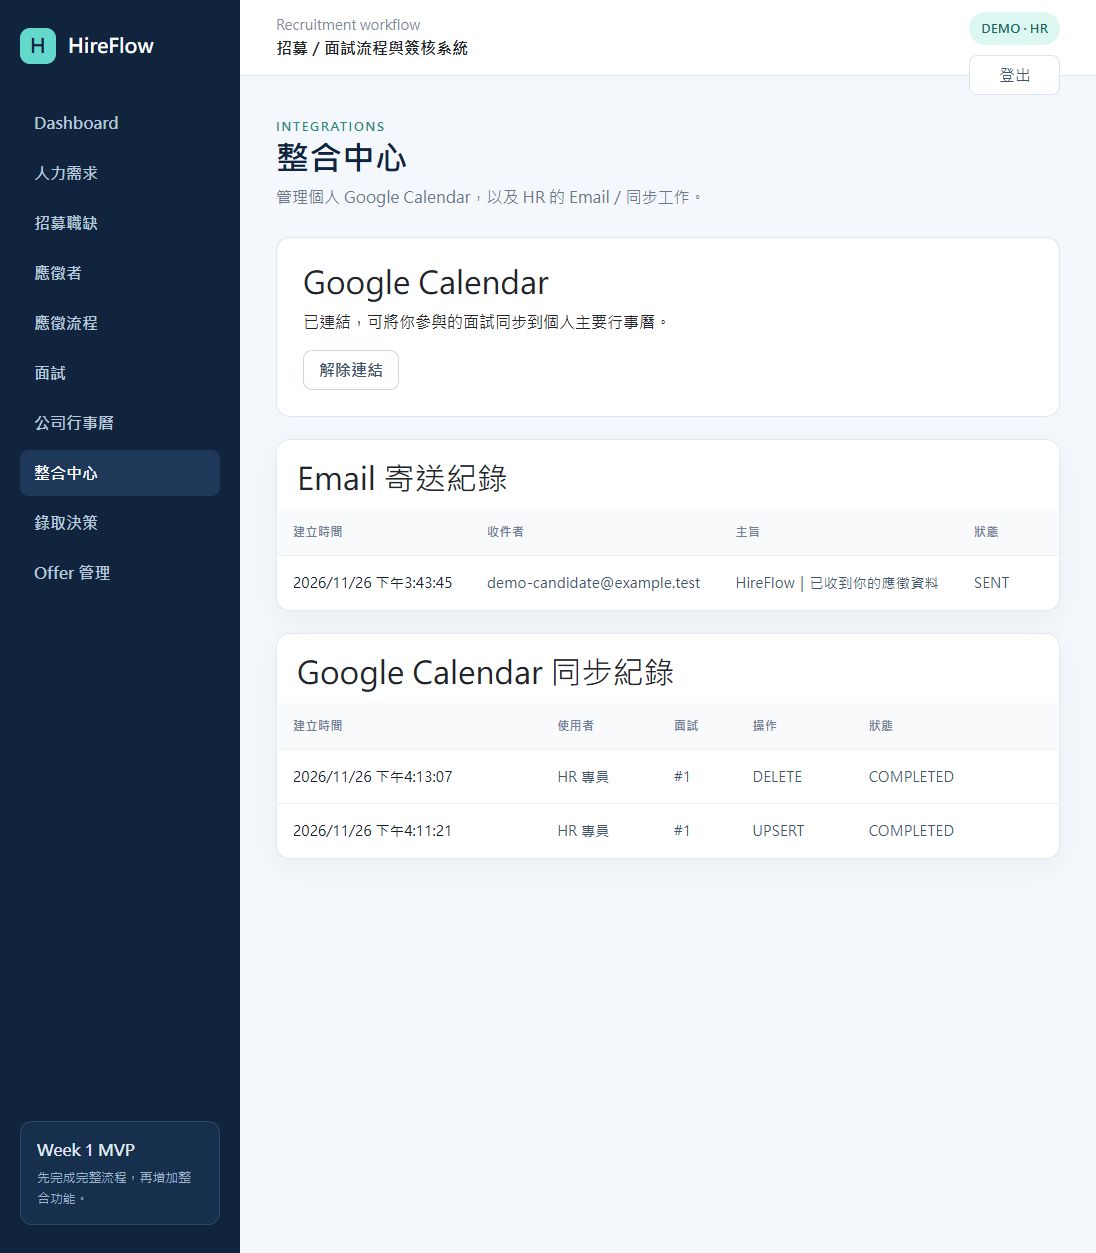 H HireFlow
Dashboard
人力需求
招募職缺
應徵者
應徵流程
面試
公司行事曆
整合中心
錄取決策
Offer 管理
Week 1 MVP
先完成完整流程，再增加整
合功能。
Recruitment workflow
招募 / 面試流程與簽核系統
DEMO · HR
登出
INTEGRATIONS
整合中心
管理個人 Google Calendar，以及 HR 的 Email / 同步工作。
Google Calendar
已連結，可將你參與的面試同步到個人主要行事曆。
解除連結
Email 寄送紀錄
建立時間 收件者 主旨 狀態
2026/11/26 下午3:43:45 demo-candidate@example.test HireFlow｜已收到你的應徵資料 SENT
Google Calendar 同步紀錄
建立時間 使用者 面試 操作 狀態
2026/11/26 下午4:13:07 HR 專員 #1 DELETE COMPLETED
2026/11/26 下午4:11:21 HR 專員 #1 UPSERT COMPLETED